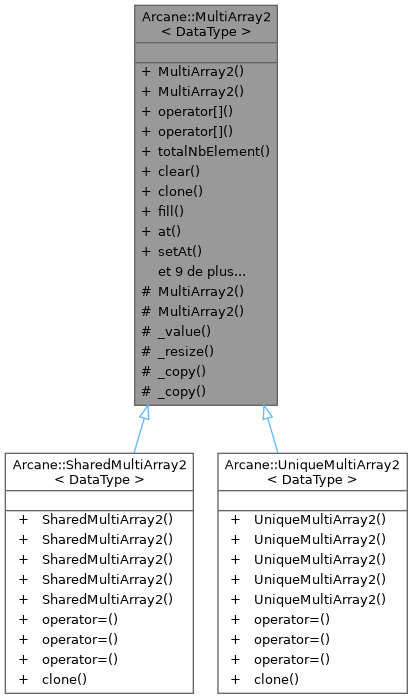 Arcane::MultiArray2
< DataType >
+ MultiArray2()
+ MultiArray2()
+ operator[]()
+ operator[]()
+ totalNbElement()
+ clear()
+ clone()
+ fill()
+ at()
+ setAt()
et 9 de plus...
# MultiArray2()
# MultiArray2()
# _value()
# _resize()
# _copy()
# _copy()
Arcane::SharedMultiArray2
< DataType >
+ SharedMultiArray2()
+ SharedMultiArray2()
+ SharedMultiArray2()
+ SharedMultiArray2()
+ SharedMultiArray2()
+ operator=()
+ operator=()
+ operator=()
+ clone()
Arcane::UniqueMultiArray2
< DataType >
+ UniqueMultiArray2()
+ UniqueMultiArray2()
+ UniqueMultiArray2()
+ UniqueMultiArray2()
+ UniqueMultiArray2()
+ operator=()
+ operator=()
+ operator=()
+ clone()